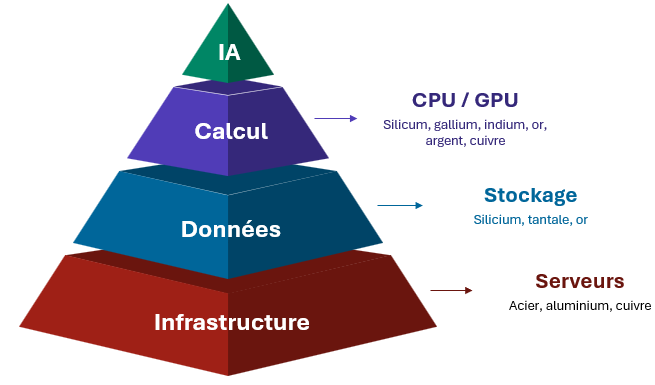 IA
CPU / GPU
Silicum, gallium, indium, or,
argent, cuivre
Calcul
Stockage
Silicium, tantale, or
Données
Serveurs
Acier, aluminium, cuivre
Infrastructure